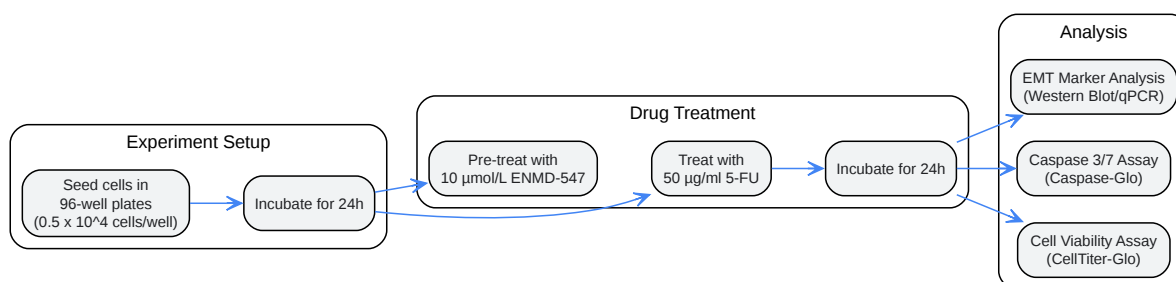 Experiment Setup
Seed cells in
96-well plates
(0.5 x 10^4 cells/well)
Incubate for 24h
Drug Treatment
Pre-treat with
10 µmol/L ENMD-547
Treat with
50 µg/ml 5-FU
Incubate for 24h
Analysis
EMT Marker Analysis
(Western Blot/qPCR)
Caspase 3/7 Assay
(Caspase-Glo)
Cell Viability Assay
(CellTiter-Glo)